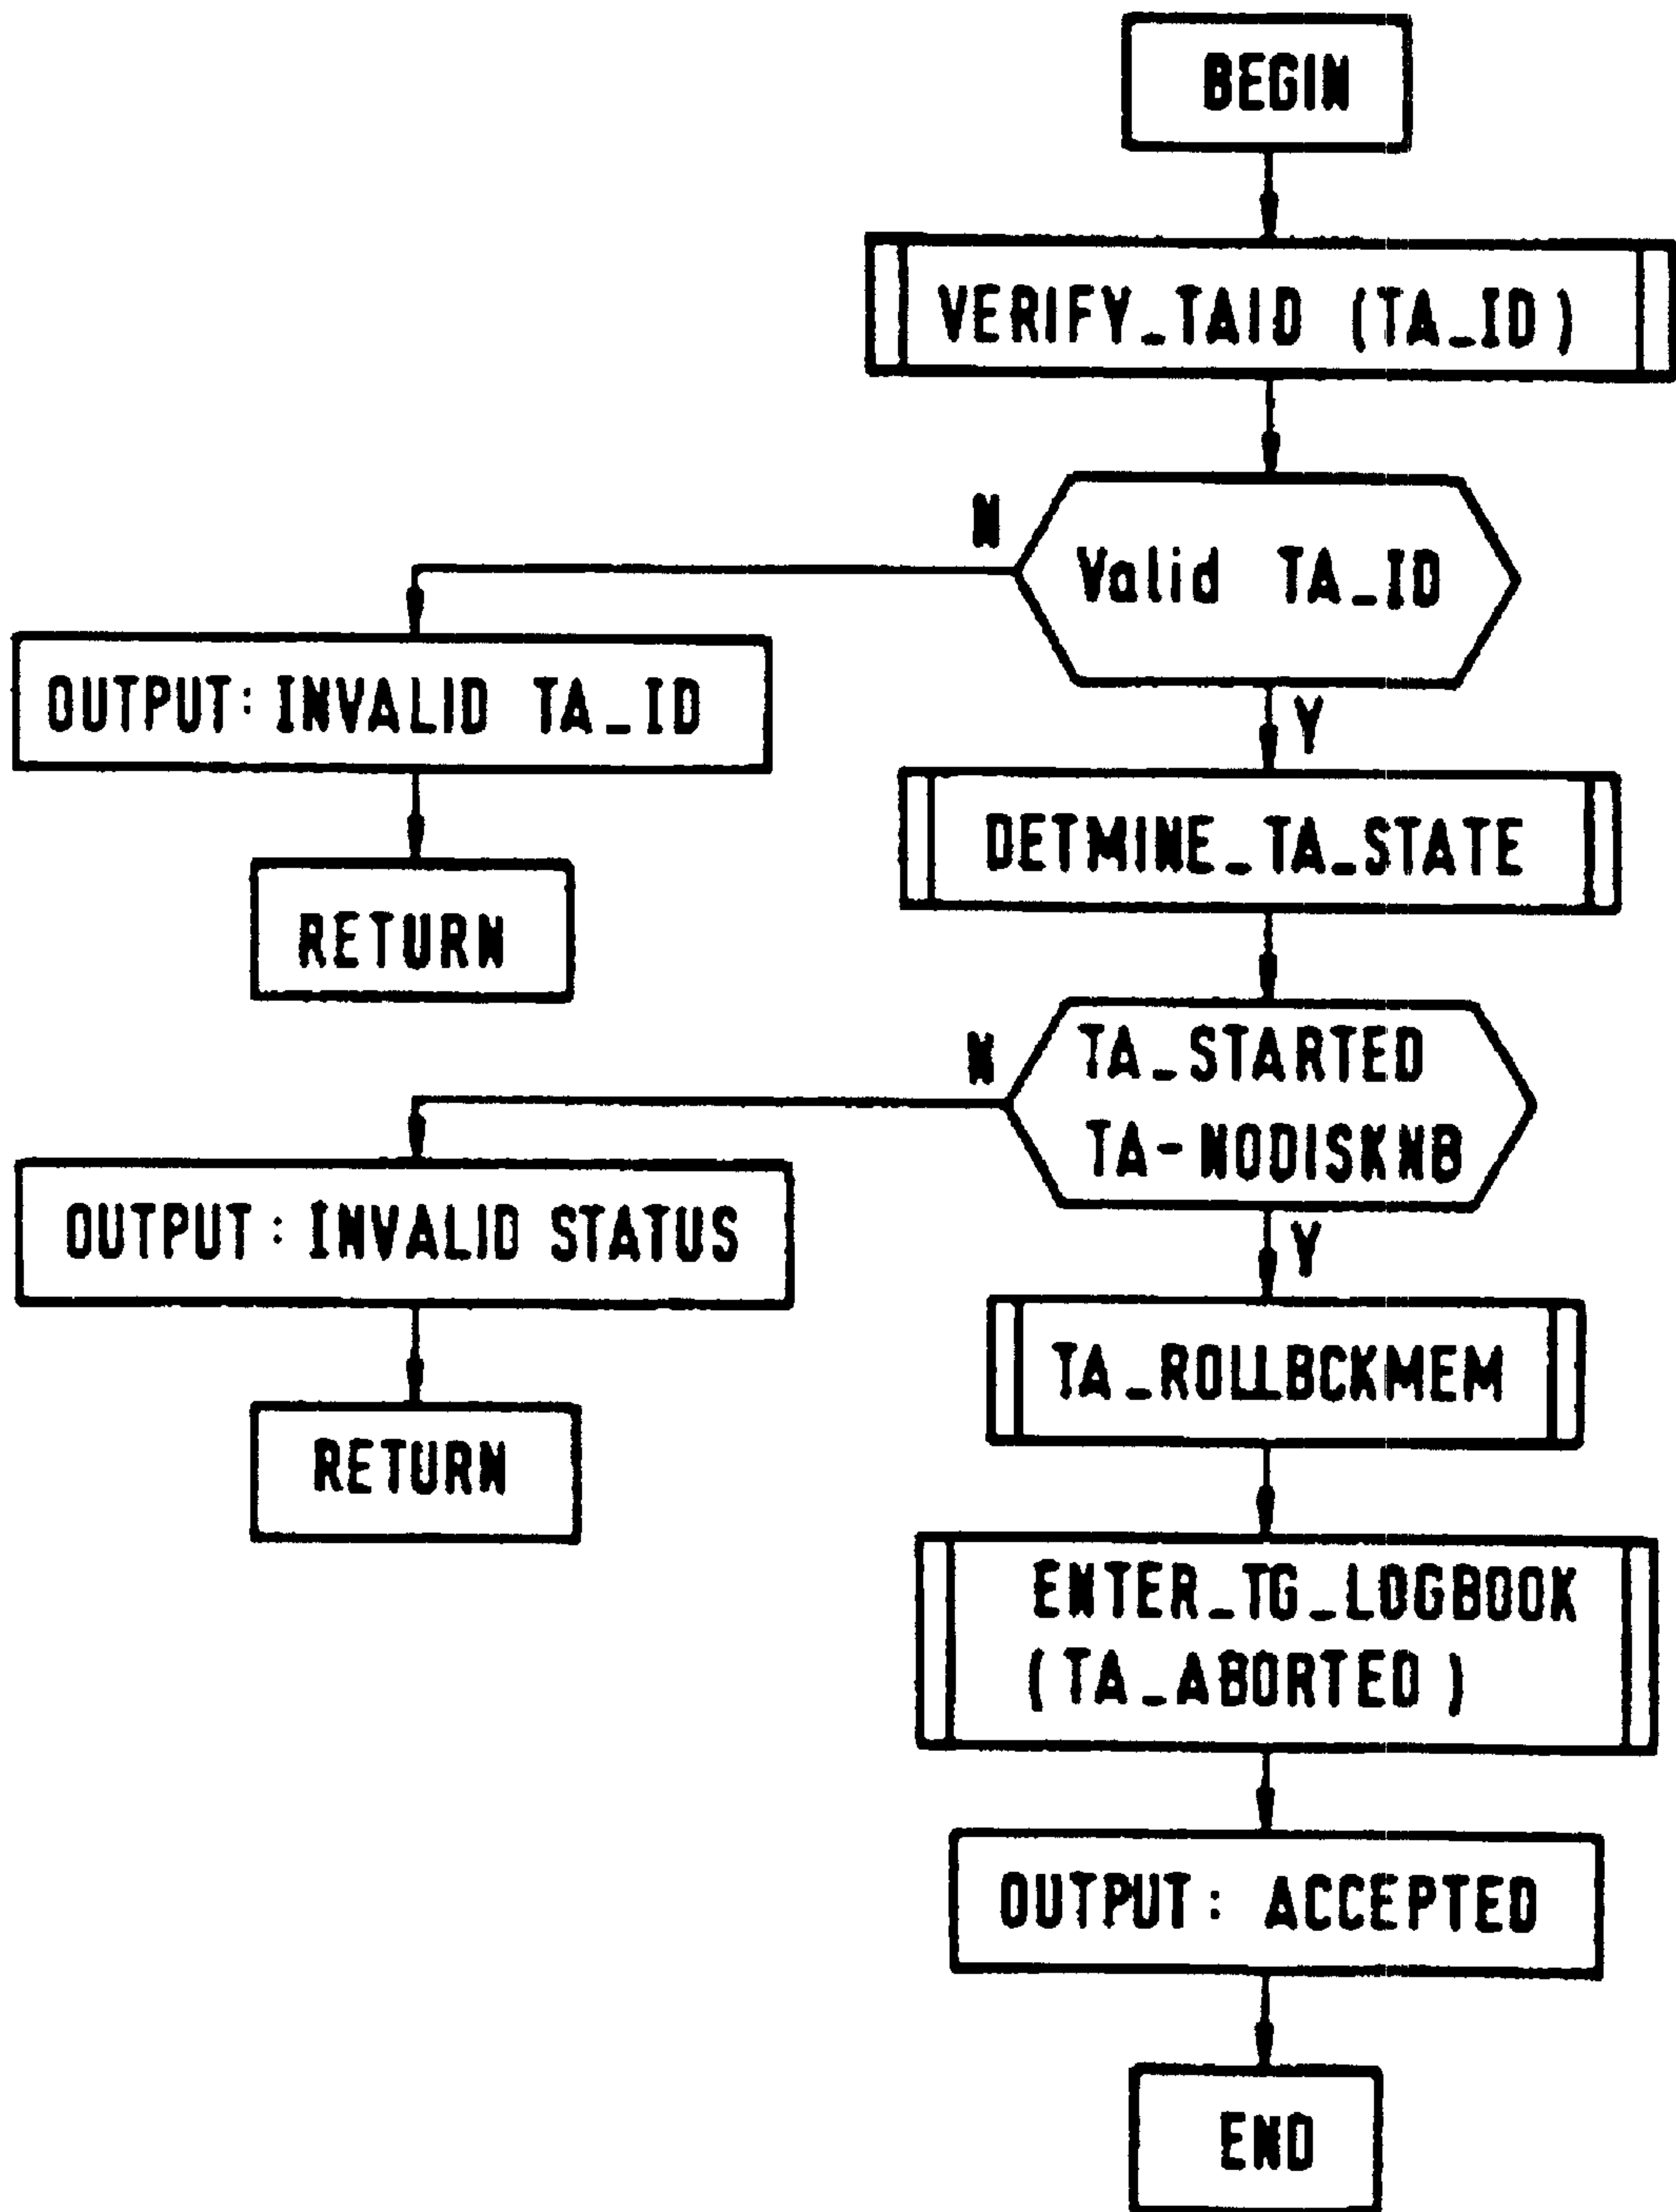 BEGIN
VERIFY_TAID (TA_ID)
N
Valid TA_ID
OUTPUT: INVALID TA_ID
Y
DETMINE_TA_STATE
RETURN
N
TA_STARTED
TA-NODISKNB
OUTPUT: INVALID STATUS
Y
TA_ROLLBCKMEM
RETURN
ENTER_TG_LOGBOOK
(TA_ABORTED)
OUTPUT: ACCEPTED
END